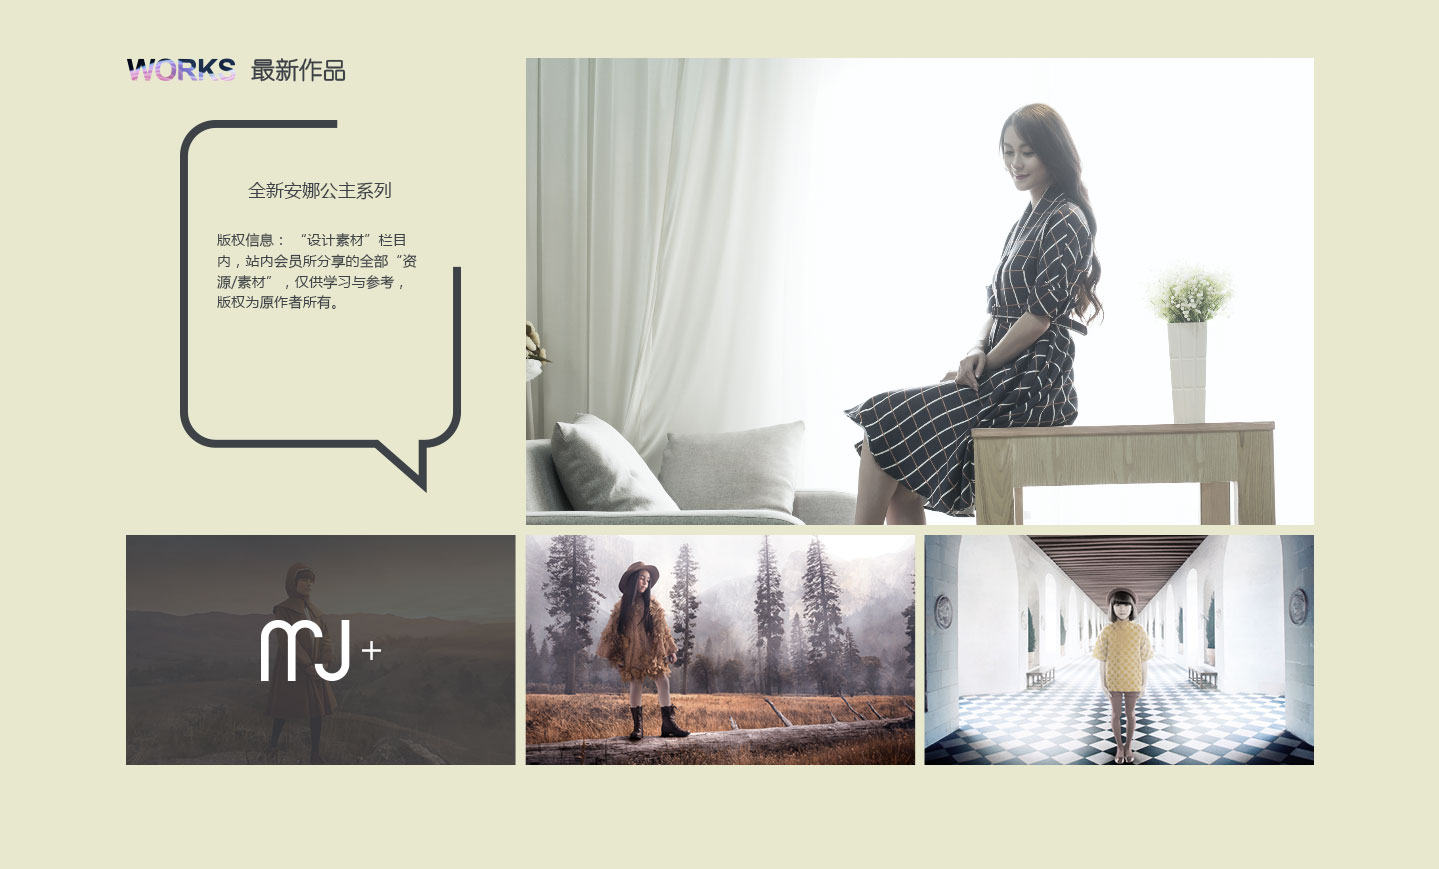 WORKS 最新作品
全新安娜公主系列
版权信息： “设计素材”栏目
内，站内会员所分享的全部“资
源/素材”，仅供学习与参考，
版权为原作者所有。
MJ+